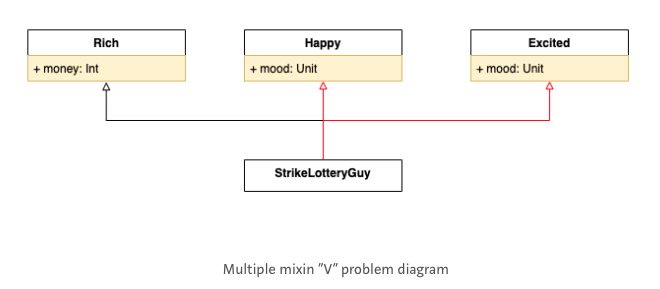 Rich
Happy
Excited
+ money: Int
+ mood: Unit
+ mood: Unit
StrikeLotteryGuy
Multiple mixin "V" problem diagram